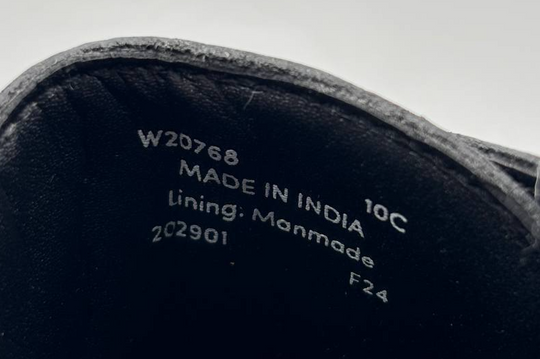 W20768
MADE IN INDIA 10C
Lining: Manmade
202901 F24